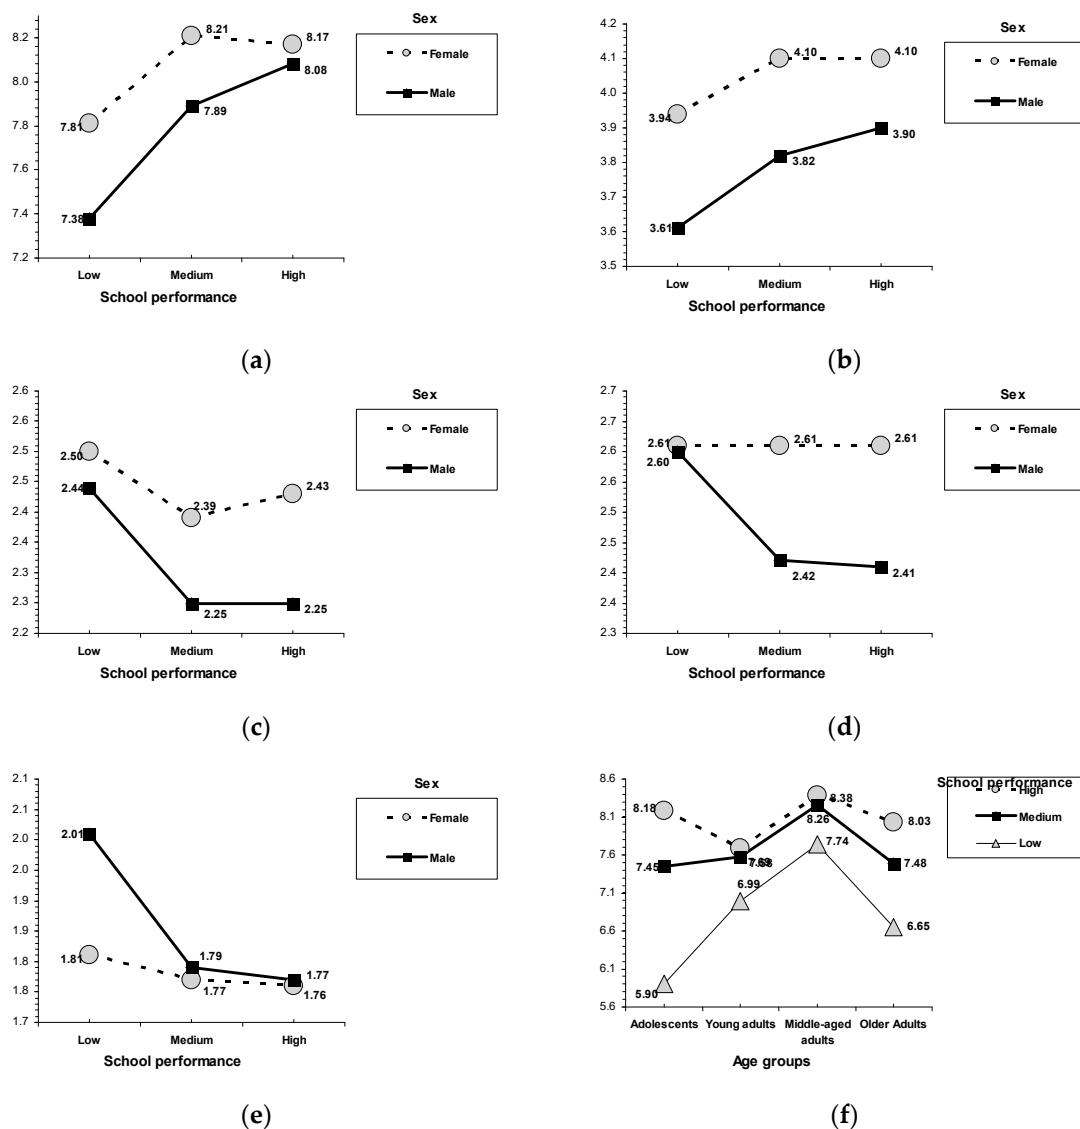 Sex
Female
Male
8.2
8.0
7.8
7.6
7.4
7.2
7.81
8.21
8.17
7.38
7.89
8.08
Low Medium High
School performance
(a)
Sex
Female
Male
4.2
4.1
4.0
3.9
3.8
3.7
3.6
3.5
3.94
4.10
4.10
3.61
3.82
3.90
Low Medium High
School performance
(b)
Sex
Female
Male
2.6
2.6
2.5
2.5
2.4
2.4
2.3
2.3
2.2
2.50
2.39
2.43
2.44
2.25
2.25
Low Medium High
School performance
(c)
Sex
Female
Male
2.7
2.7
2.6
2.6
2.5
2.5
2.4
2.4
2.3
2.61
2.61
2.61
2.60
2.42
2.41
Low Medium High
School performance
(d)
Sex
Female
Male
2.1
2.0
2.0
1.9
1.9
1.8
1.8
1.7
2.01
1.79
1.77
1.81
1.77
1.76
Low Medium High
School performance
(e)
School performance
High
Medium
Low
8.6
8.1
7.6
7.1
6.6
6.1
5.6
8.18
7.69
8.38
8.03
7.45
7.58
8.26
7.48
5.90
6.99
7.74
6.65
Adolescents Young adults Middle-aged adults Older Adults
Age groups
(f)